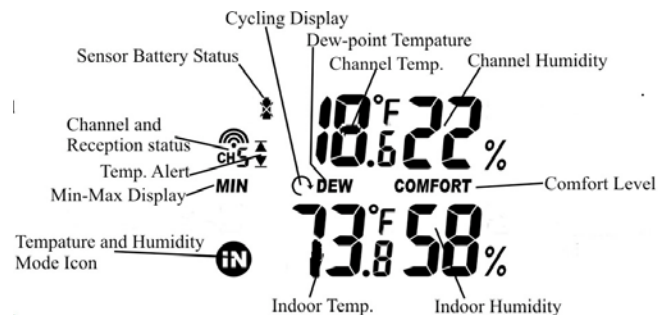 Cycling Display
Dew-point Tempature
Sensor Battery Status
Channel Temp.
Channel Humidity
18.6 °F 22 %
Channel and
Reception status
CH 5
Temp. Alert
MIN
DEW
COMFORT
Comfort Level
Min-Max Display
73.8 °F 58 %
Tempature and Humidity
Mode Icon
iN
Indoor Temp.
Indoor Humidity